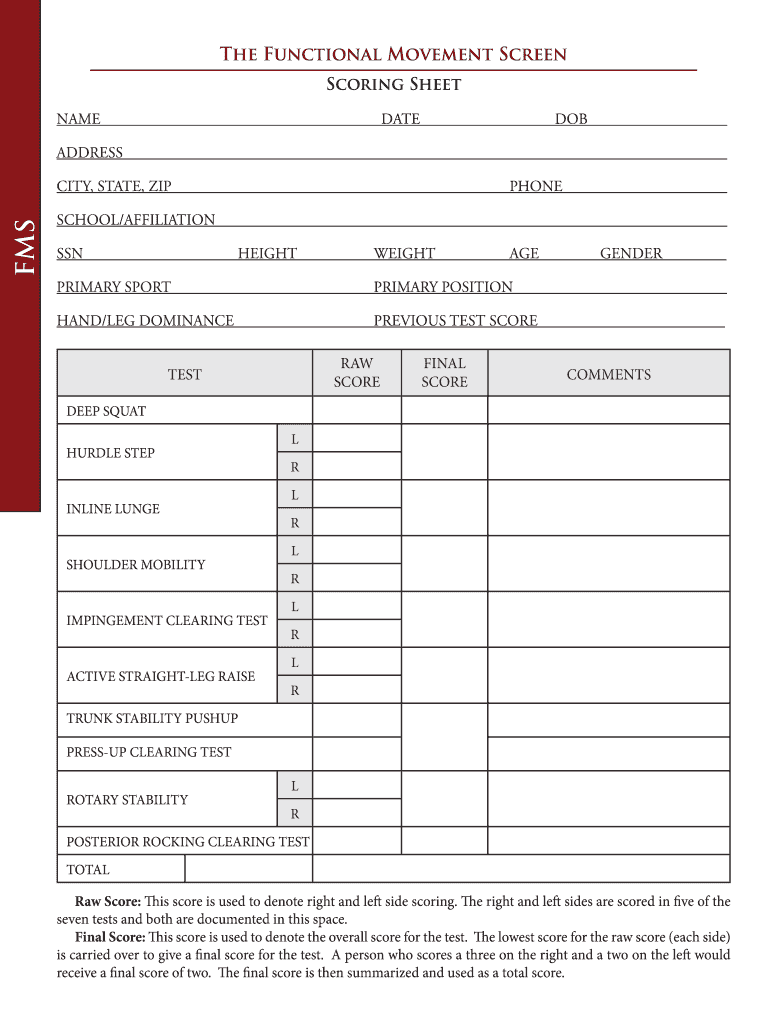 FMS
The Functional Movement Screen
Scoring Sheet
NAME DATE DOB
ADDRESS
CITY, STATE, ZIP PHONE
SCHOOL/AFFILIATION
SSN HEIGHT WEIGHT AGE GENDER
PRIMARY SPORT PRIMARY POSITION
HAND/LEG DOMINANCE PREVIOUS TEST SCORE
TEST RAW SCORE FINAL SCORE COMMENTS
DEEP SQUAT
HURDLE STEP L
R
INLINE LUNGE L
R
SHOULDER MOBILITY L
R
IMPINGEMENT CLEARING TEST L
R
ACTIVE STRAIGHT-LEG RAISE L
R
TRUNK STABILITY PUSHUP
PRESS-UP CLEARING TEST
ROTARY STABILITY L
R
POSTERIOR ROCKING CLEARING TEST
TOTAL
Raw Score: This score is used to denote right and left side scoring. The right and left sides are scored in five of the
seven tests and both are documented in this space.
Final Score: This score is used to denote the overall score for the test. The lowest score for the raw score (each side)
is carried over to give a final score for the test. A person who scores a three on the right and a two on the left would
receive a final score of two. The final score is then summarized and used as a total score.